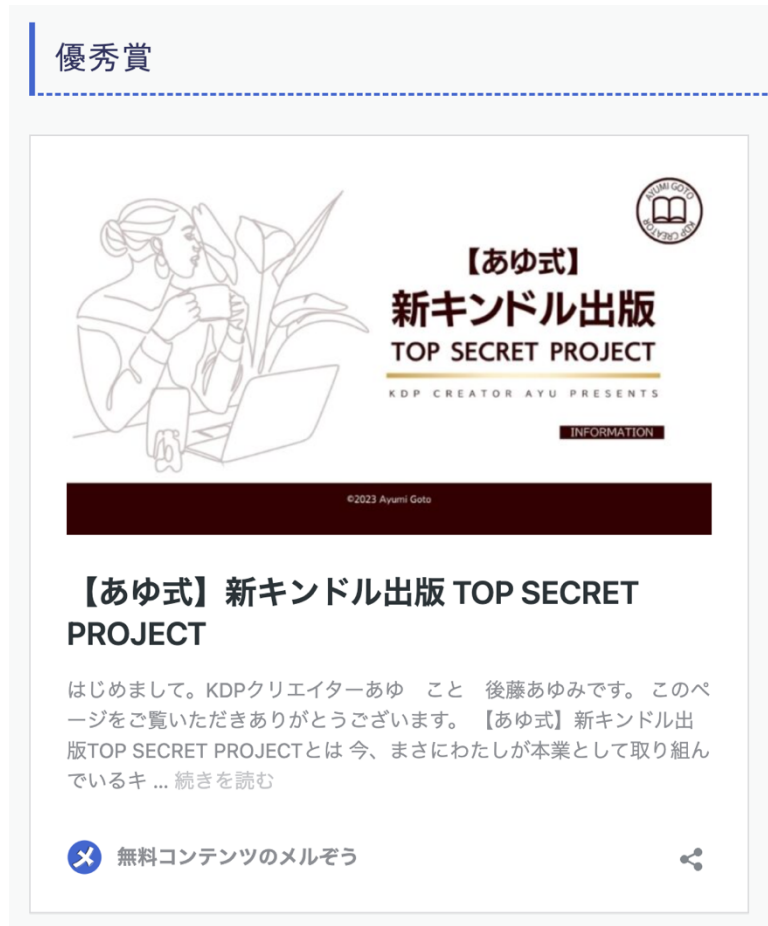 優秀賞
AYUMI GOTO
KDP CREATOR
【あゆ式】
新キンドル出版
TOP SECRET PROJECT
KDP CREATOR AYU PRESENTS
INFORMATION
©2023 Ayumi Goto
【あゆ式】新キンドル出版 TOP SECRET
PROJECT
はじめまして。KDPクリエイターあゆ　こと　後藤あゆみです。 このペ
ージをご覧いただきありがとうございます。 【あゆ式】新キンドル出
版TOP SECRET PROJECTとは 今、まさにわたしが本業として取り組ん
でいるキ ... 続きを読む
無料コンテンツのメルぞう